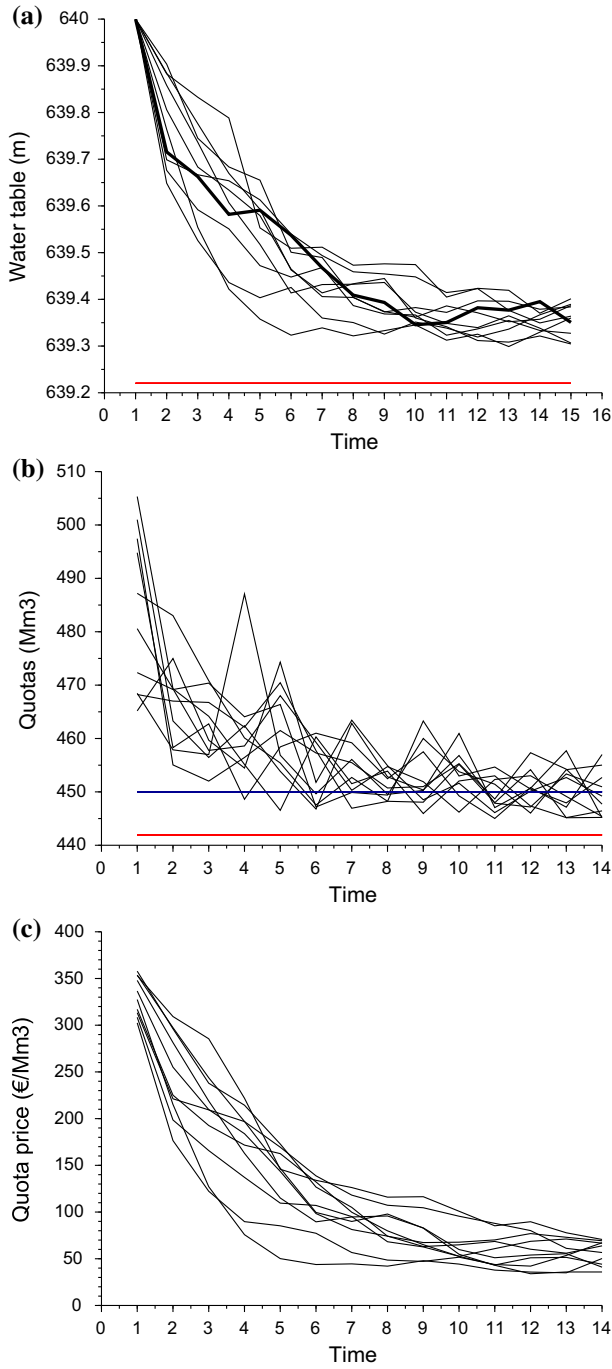 (a)
640
639.9
639.8
639.7
639.6
639.5
639.4
639.3
639.2
Water table (m)
0 1 2 3 4 5 6 7 8 9 10 11 12 13 14 15 16
Time
(b)
510
500
490
480
470
460
450
440
Quotas (Mm3)
0 1 2 3 4 5 6 7 8 9 10 11 12 13 14
Time
(c)
400
350
300
250
200
150
100
50
0
Quota price (€/Mm3)
0 1 2 3 4 5 6 7 8 9 10 11 12 13 14
Time